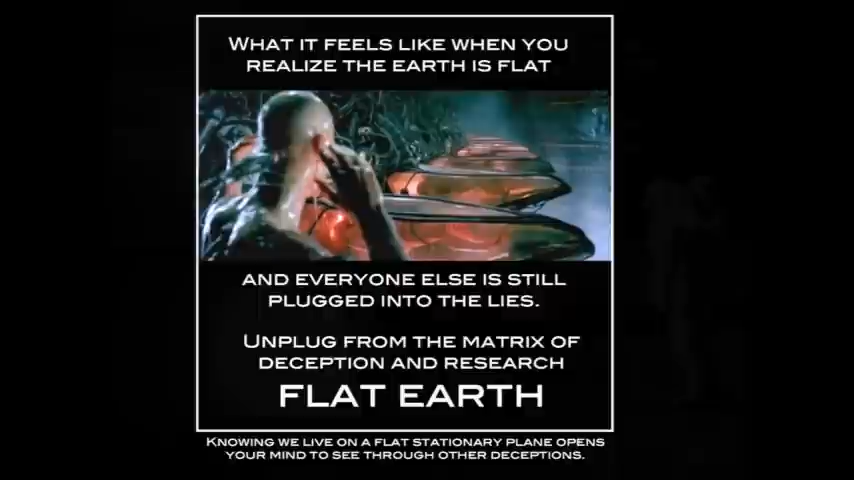 What it feels like when you
realize the earth is flat
and everyone else is still
plugged into the lies.
Unplug from the matrix of
deception and research
FLAT EARTH
Knowing we live on a flat stationary plane opens
your mind to see through other deceptions.